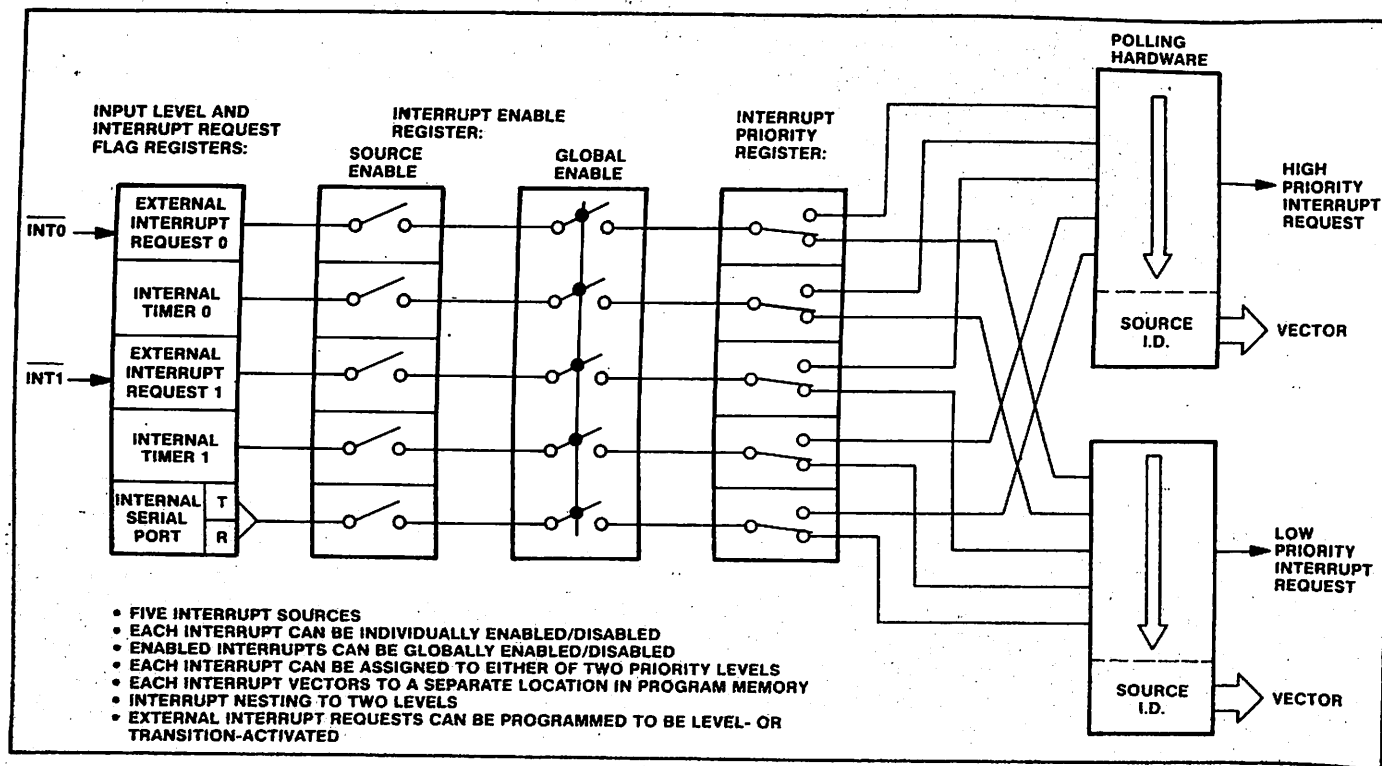 POLLING
HARDWARE
INPUT LEVEL AND
INTERRUPT REQUEST
FLAG REGISTERS:
INTERRUPT ENABLE
REGISTER:
SOURCE
ENABLE
GLOBAL
ENABLE
INTERRUPT
PRIORITY
REGISTER:
INT0
EXTERNAL
INTERRUPT
REQUEST 0
INTERNAL
TIMER 0
INT1
EXTERNAL
INTERRUPT
REQUEST 1
INTERNAL
TIMER 1
INTERNAL
SERIAL
PORT
T
R
HIGH
PRIORITY
INTERRUPT
REQUEST
SOURCE
I.D.
VECTOR
LOW
PRIORITY
INTERRUPT
REQUEST
SOURCE
I.D.
VECTOR
• FIVE INTERRUPT SOURCES
• EACH INTERRUPT CAN BE INDIVIDUALLY ENABLED/DISABLED
• ENABLED INTERRUPTS CAN BE GLOBALLY ENABLED/DISABLED
• EACH INTERRUPT CAN BE ASSIGNED TO EITHER OF TWO PRIORITY LEVELS
• EACH INTERRUPT VECTORS TO A SEPARATE LOCATION IN PROGRAM MEMORY
• INTERRUPT NESTING TO TWO LEVELS
• EXTERNAL INTERRUPT REQUESTS CAN BE PROGRAMMED TO BE LEVEL- OR
TRANSITION-ACTIVATED